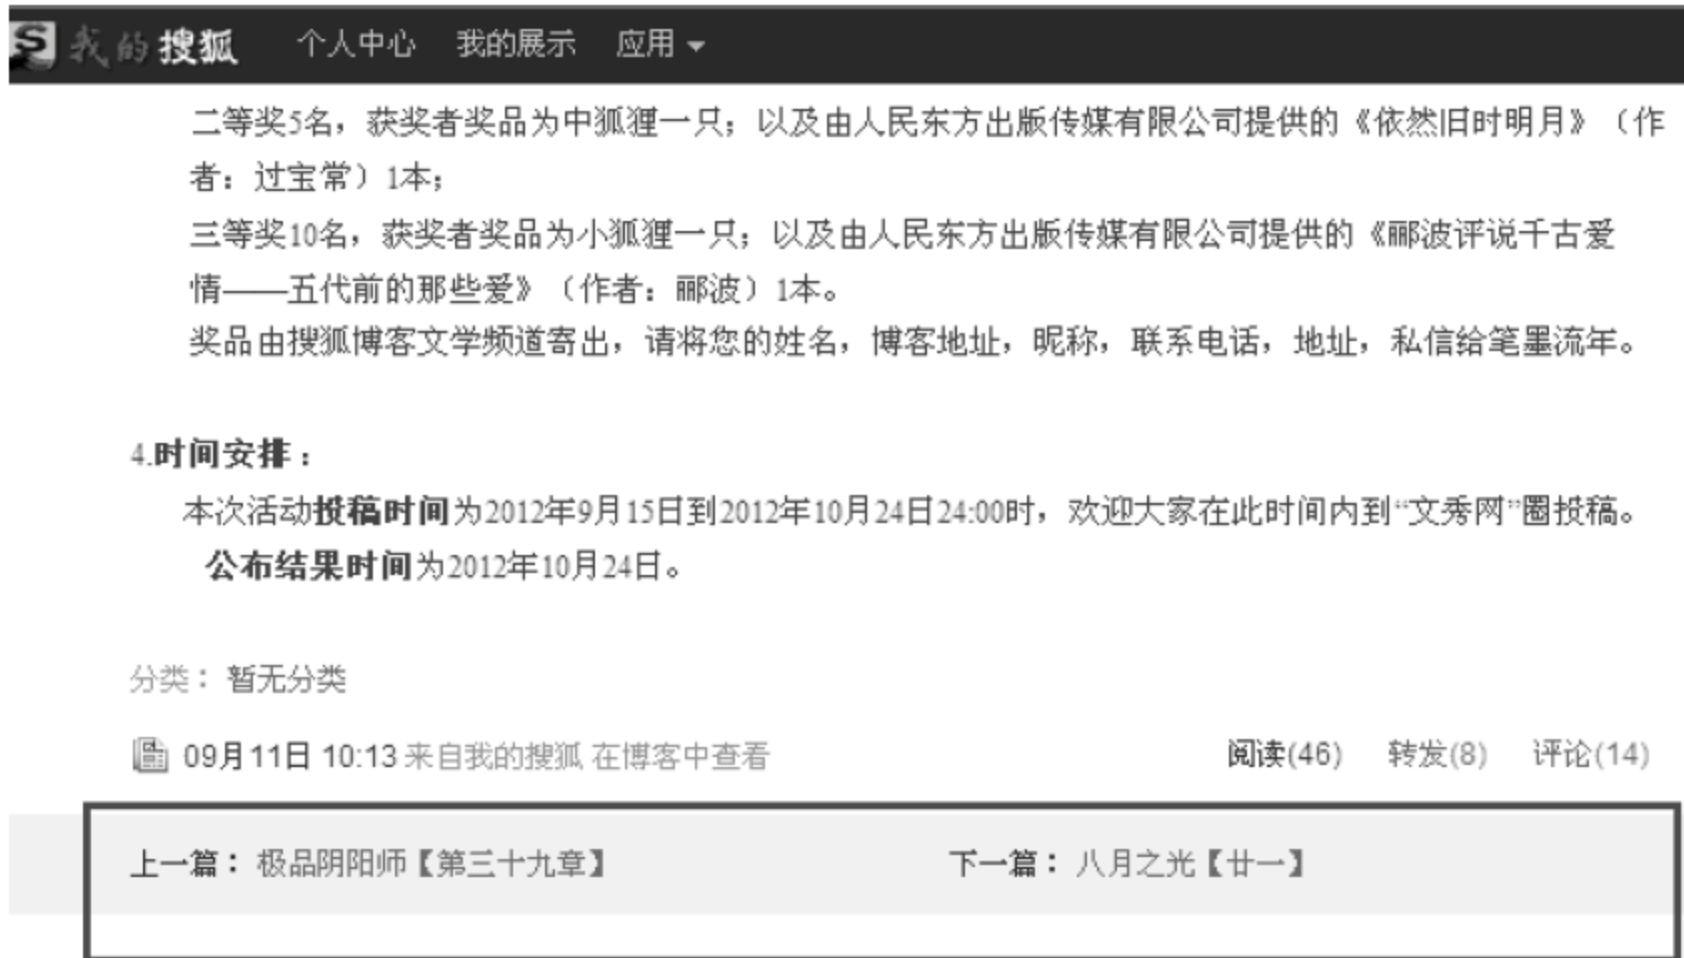 我的搜狐 个人中心 我的展示 应用
二等奖5名，获奖者奖品为中狐狸一只；以及由人民东方出版传媒有限公司提供的《依然旧时明月》（作
者：过宝常）1本；
三等奖10名，获奖者奖品为小狐狸一只；以及由人民东方出版传媒有限公司提供的《郦波评说千古爱
情——五代前的那些爱》（作者：郦波）1本。
奖品由搜狐博客文学频道寄出，请将您的姓名，博客地址，昵称，联系电话，地址，私信给笔墨流年。
4.时间安排：
本次活动投稿时间为2012年9月15日到2012年10月24日24:00时，欢迎大家在此时间内到“文秀网”圈投稿。
公布结果时间为2012年10月24日。
分类： 暂无分类
09月11日 10:13 来自我的搜狐 在博客中查看 阅读(46) 转发(8) 评论(14)
上一篇： 极品阴阳师【第三十九章】 下一篇： 八月之光【廿一】